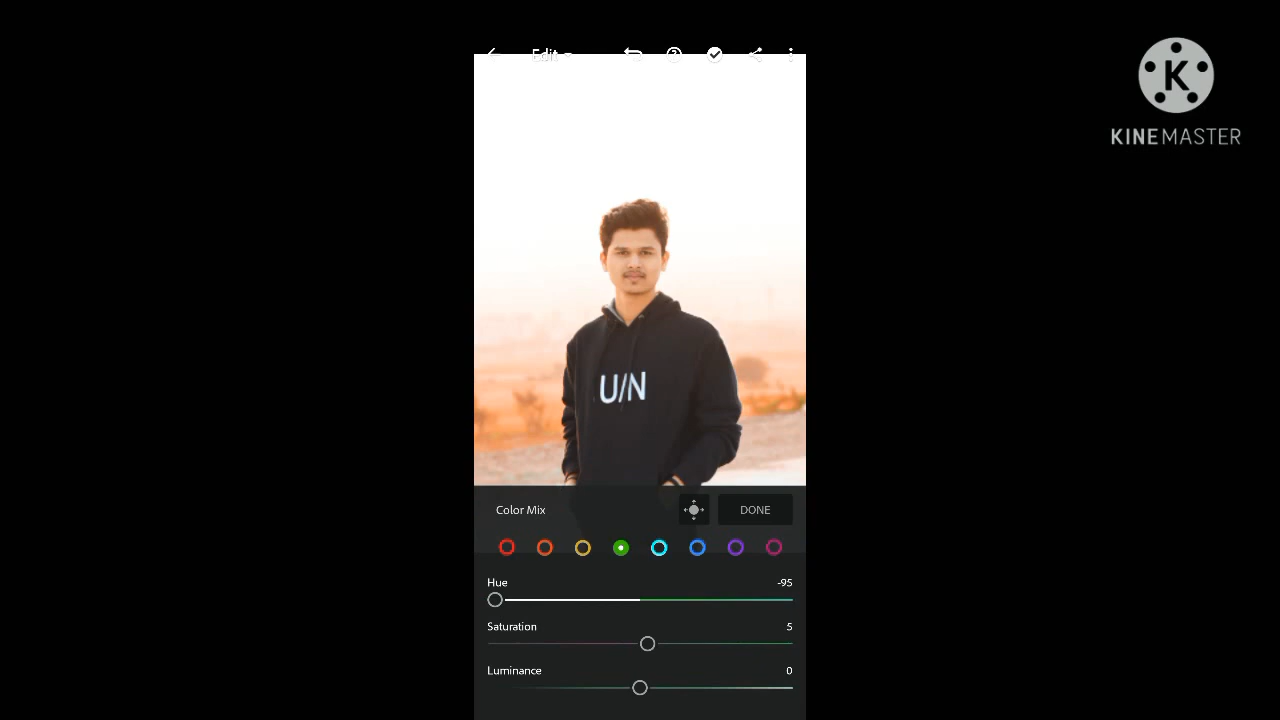 Edit
KINEMASTER
U/N
Color Mix
DONE
Hue
-95
Saturation
5
Luminance
0